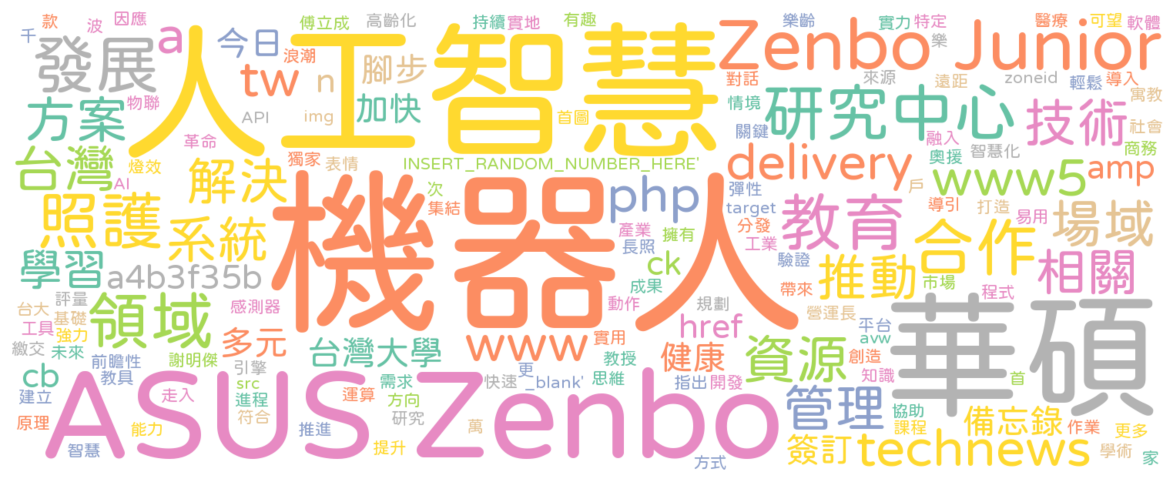 千 款 波 因應 傅立成 高齡化 持續 實地 有趣 樂齡 實力 特定 醫療 可望 軟體
發展 a 今日 浪潮 人工智慧 Zenbo Junior 樂
tw n 腳步 對話 來源 遠距 zoneid 輕鬆 導入
方案 物聯 API img 加快 首圖 情境 研究中心 技術 寓教
革命 關鍵 融入 社會
台灣 燈效 獨家 表情 INSERT_RANDOM_NUMBER_HERE' delivery 奧援 智慧化 商務 amp
AI 解決 次 php 彈性 www5 戶
照護 系統 機器人 集結 target 導引 打造 易用
產業 擁有 分發 教育 合作 場域
長照 工業 驗證
學習 a4b3f35b ck 推動 市場 相關
成果 帶來 程式
台大 評量 領域 感測器 動作 規劃 營運長 華碩
工具 基礎 多元 href 平台
繳交 未來 強力 台灣大學 www 實用 健康 資源 avw 創造
前瞻性 謝明傑 引擎 教授 知識
cb 教具 src 需求 快速 更 _blank' 思維 指出 開發 首
建立 走入 進程 運算 方向 管理 協助 備忘錄 更多
原理 符合 ASUS Zenbo 研究 萬 課程 作業
智慧 能力 推進 提升 方式 簽訂 technews 學術 家